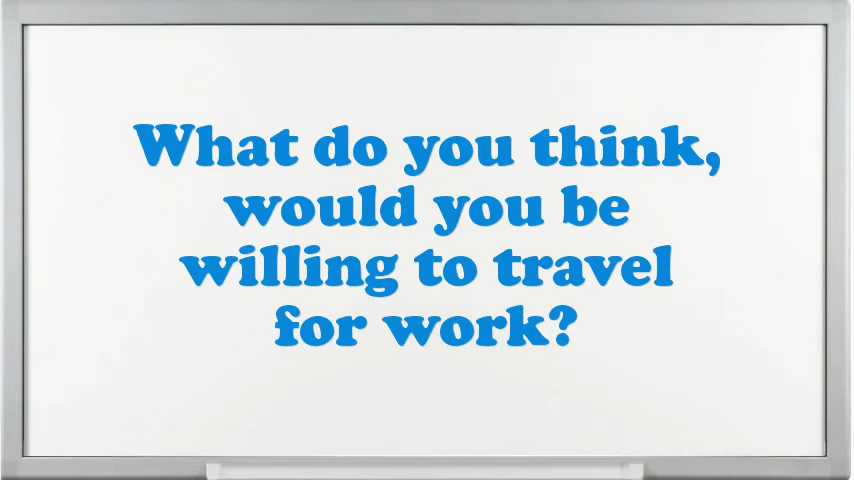 What do you think,
would you be
willing to travel
for work?